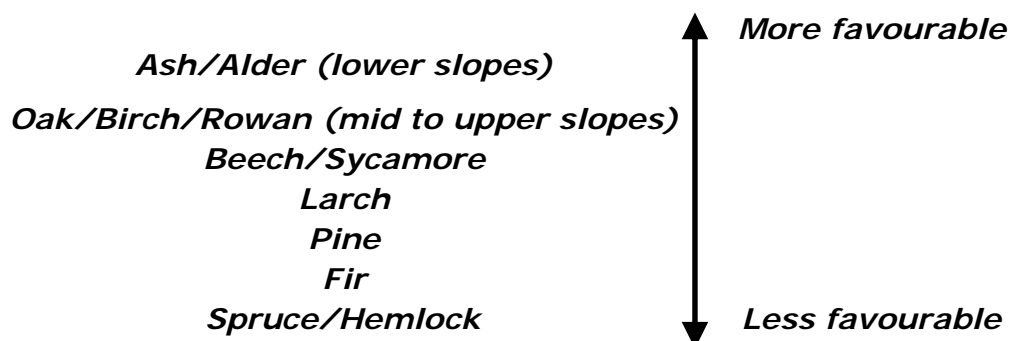 More favourable
Ash/Alder (lower slopes)
Oak/Birch/Rowan (mid to upper slopes)
Beech/Sycamore
Larch
Pine
Fir
Spruce/Hemlock
Less favourable